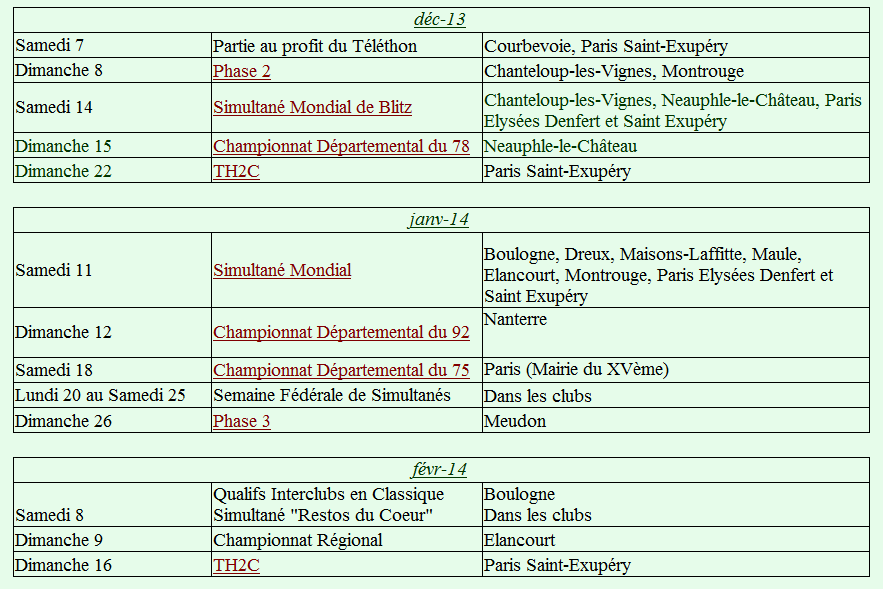 déc-13
Samedi 7 Partie au profit du Téléthon Courbevoie, Paris Saint-Exupéry
Dimanche 8 Phase 2 Chanteloup-les-Vignes, Montrouge
Samedi 14 Simultané Mondial de Blitz Chanteloup-les-Vignes, Neauphle-le-Château, Paris
Elysées Denfert et Saint Exupéry
Dimanche 15 Championnat Départemental du 78 Neauphle-le-Château
Dimanche 22 TH2C Paris Saint-Exupéry
janv-14
Samedi 11 Simultané Mondial Boulogne, Dreux, Maisons-Laffitte, Maule,
Elancourt, Montrouge, Paris Elysées Denfert et
Saint Exupéry
Dimanche 12 Championnat Départemental du 92 Nanterre
Samedi 18 Championnat Départemental du 75 Paris (Mairie du XVème)
Lundi 20 au Samedi 25 Semaine Fédérale de Simultanés Dans les clubs
Dimanche 26 Phase 3 Meudon
févr-14
Qualifs Interclubs en Classique Boulogne
Samedi 8 Simultané "Restos du Coeur" Dans les clubs
Dimanche 9 Championnat Régional Elancourt
Dimanche 16 TH2C Paris Saint-Exupéry